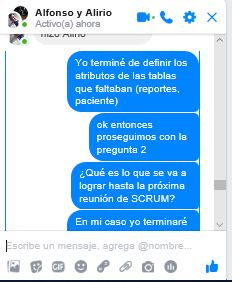 Alfonso y Alirio
Activo(a) ahora
hizo Alirio
Yo terminé de definir los
atributos de las tablas
que faltaban (reportes,
paciente)
ok entonces
proseguimos con la
pregunta 2
¿Qué es lo que se va a
lograr hasta la próxima
reunión de SCRUM?
En mi caso yo terminaré
Escribe un mensaje, agrega @nombre...
GIF